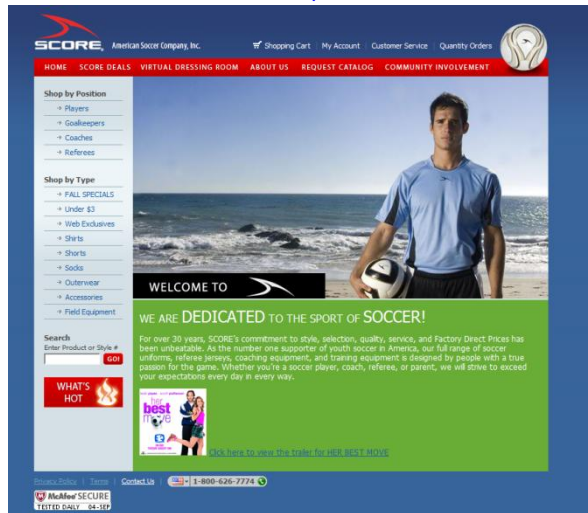 SCORE American Soccer Company, Inc.
Shopping Cart | My Account | Customer Service | Quantity Orders
HOME SCORE DEALS VIRTUAL DRESSING ROOM ABOUT US REQUEST CATALOG COMMUNITY INVOLVEMENT
Shop by Position
Players
Goalkeepers
Coaches
Referees
Shop by Type
FALL SPECIALS
Under $3
Web Exclusives
Shirts
Shorts
Socks
Outerwear
Accessories
Field Equipment
Search
Enter Product or Style #
GO!
WHAT'S
HOT
WELCOME TO
WE ARE DEDICATED TO THE SPORT OF SOCCER!
For over 30 years, SCORE's commitment to style, selection, quality, service, and Factory Direct Prices has
been unbeatable. As the number one supporter of youth soccer in America, our full range of soccer
uniforms, referee jerseys, coaching equipment, and training equipment is designed by people with a true
passion for the game. Whether you're a soccer player, coach, referee, or parent, we will strive to exceed
your expectations every day in every way.
her
best
move
Click here to view the trailer for HER BEST MOVE
Privacy Policy | Terms | Contact Us | 1-800-626-7774
McAfee SECURE
TESTED DAILY 04-SEP